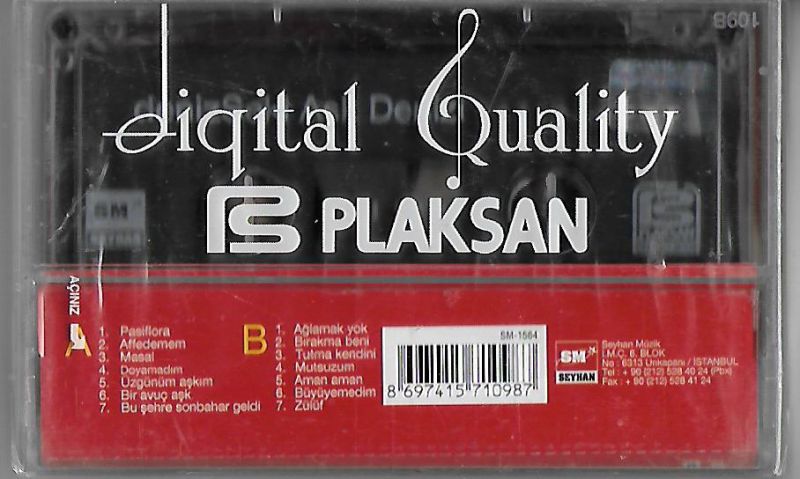 109B
digital Quality
PS PLAKSAN
SM
AÇINIZ
A
1. Pasiflora
2. Affedemem
3. Masal
4. Doyamadım
5. Üzgünüm aşkım
6. Bir avuç aşk
7. Bu şehre sonbahar geldi
B
1. Ağlamak yok
2. Bırakma beni
3. Tutma kendini
4. Mutsuzum
5. Aman aman
6. Büyüyemedim
7. Zülüf
SM-1564
8 697415 710987
SM
SEYHAN
Seyhan Müzik
İ.M.Ç. 6. BLOK
No : 6313 Unkapanı / İSTANBUL
Tel : + 90 (212) 528 40 24 (Pbx)
Fax : + 90 (212) 528 41 24